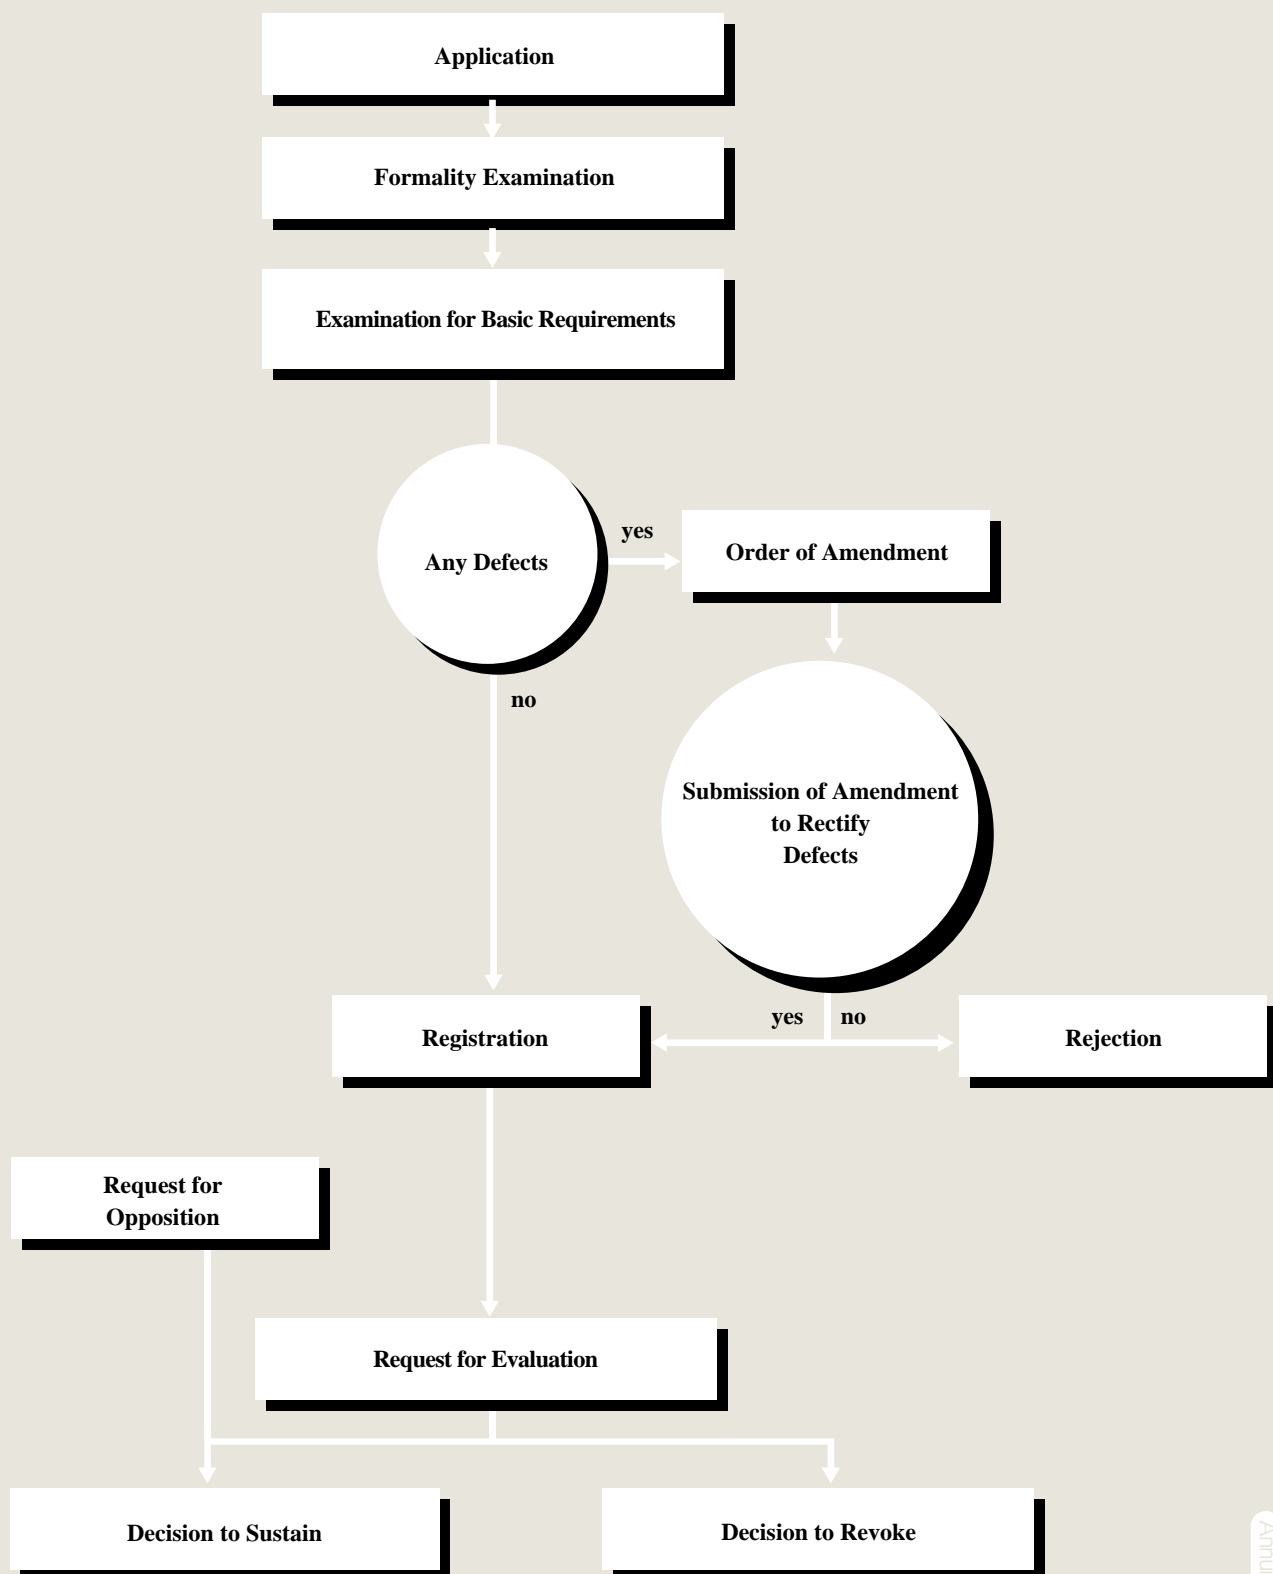 Application
Formality Examination
Examination for Basic Requirements
Any Defects
yes
Order of Amendment
no
Submission of Amendment
to Rectify
Defects
yes
no
Registration
Rejection
Request for
Opposition
Request for Evaluation
Decision to Sustain
Decision to Revoke